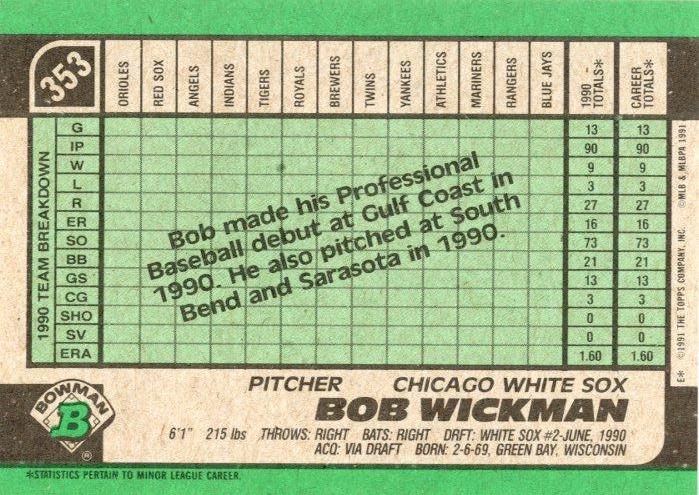 353
ORIOLES RED SOX ANGELS INDIANS TIGERS ROYALS BREWERS TWINS YANKEES ATHLETICS MARINERS RANGERS BLUE JAYS 1990 - TOTALS* CAREER TOTALS*
1990 TEAM BREAKDOWN
G 13 13
IP 90 90
W 9 9
L 3 3
R 27 27
ER 16 16
SO 73 73
BB 21 21
GS 13 13
CG 3 3
SHO 0 0
SV 0 0
ERA 1.60 1.60
Bob made his Professional
Baseball debut at Gulf Coast in
1990. He also pitched at South
Bend and Sarasota in 1990.
E* ©1991 THE TOPPS COMPANY, INC. ©MLB & MLBPA 1991
PITCHER CHICAGO WHITE SOX
BOB WICKMAN
BOWMAN
B
®
6'1" 215 lbs THROWS: RIGHT BATS: RIGHT DRFT: WHITE SOX #2-JUNE, 1990
ACQ: VIA DRAFT BORN: 2-6-69, GREEN BAY, WISCONSIN
*STATISTICS PERTAIN TO MINOR LEAGUE CAREER.